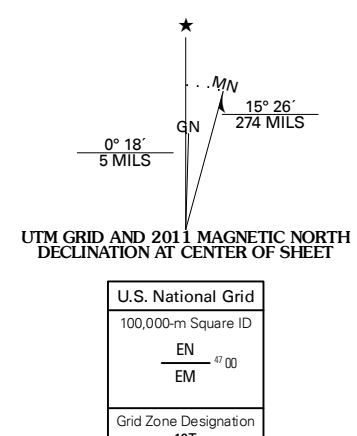 ★
MN
15° 26´
274 MILS
GN
0° 18´
5 MILS
UTM GRID AND 2011 MAGNETIC NORTH
DECLINATION AT CENTER OF SHEET
U.S. National Grid
100,000-m Square ID
EN
47 00
EM
Grid Zone Designation